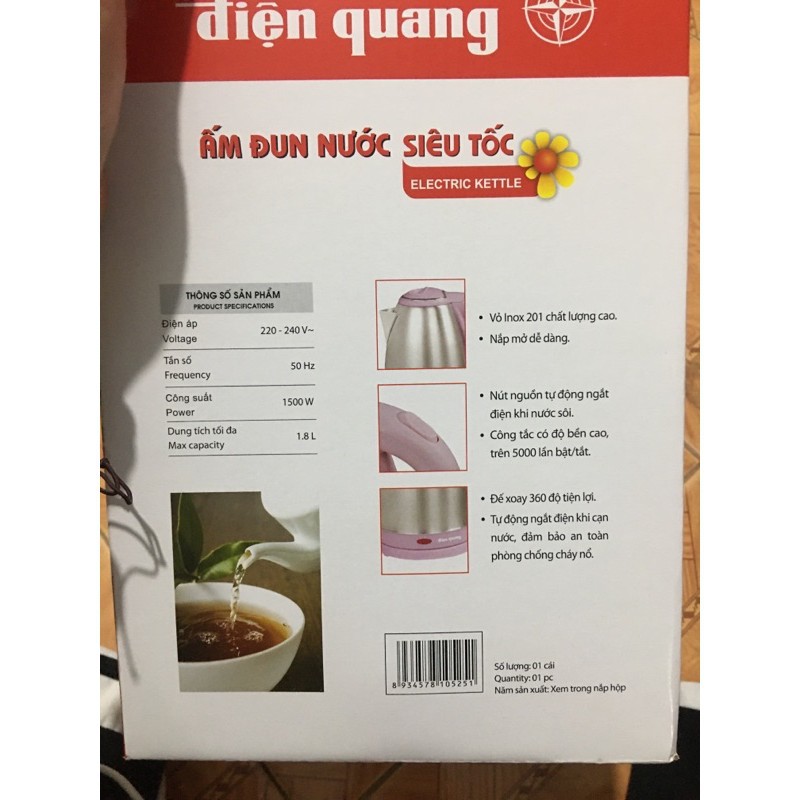 điện quang
ẤM ĐUN NƯỚC SIÊU TỐC
ELECTRIC KETTLE
THÔNG SỐ SẢN PHẨM
PRODUCT SPECIFICATIONS
Điện áp
Voltage
220 - 240 V~
Tần số
Frequency
50 Hz
Công suất
Power
1500 W
Dung tích tối đa
Max capacity
1.8 L
• Vỏ Inox 201 chất lượng cao.
• Nắp mở dễ dàng.
• Nút nguồn tự động ngắt
điện khi nước sôi.
• Công tắc có độ bền cao,
trên 5000 lần bật/tắt.
• Đế xoay 360 độ tiện lợi.
• Tự động ngắt điện khi cạn
nước, đảm bảo an toàn
phòng chống cháy nổ.
điện quang
8 934578 105251
Số lượng: 01 cái
Quantity: 01 pc
Năm sản xuất: Xem trong nắp hộp